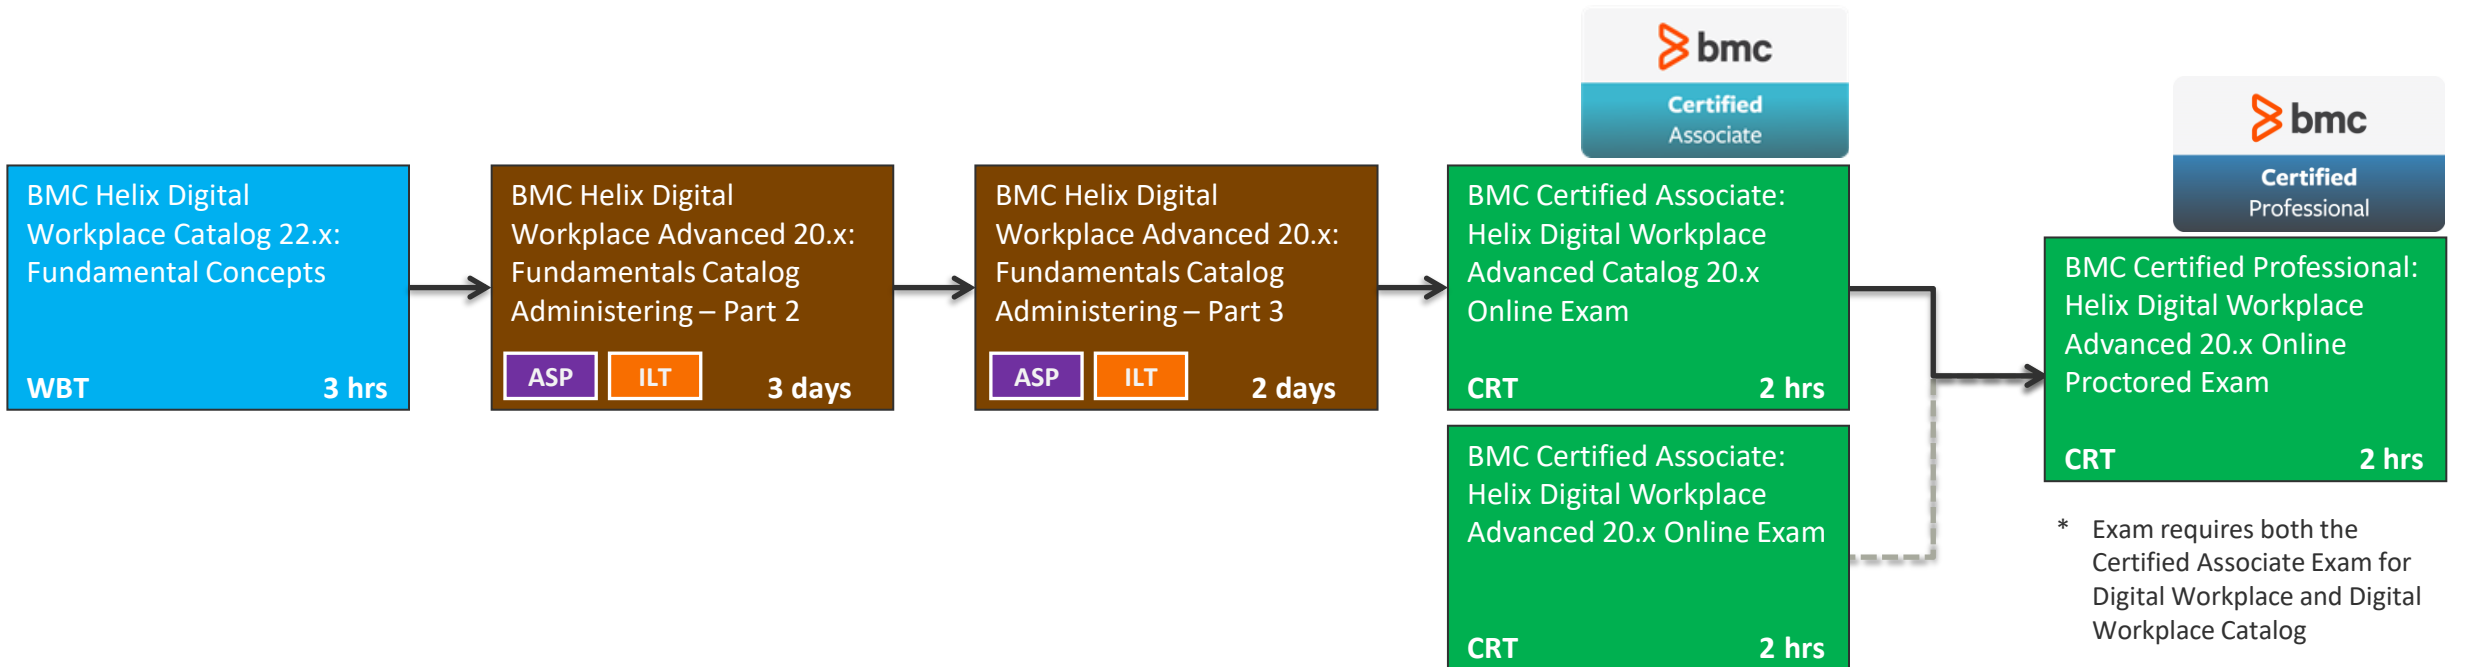 bmc
Certified
Associate
bmc
Certified
Professional
BMC Helix Digital
Workplace Catalog 22.x:
Fundamental Concepts
WBT 3 hrs
BMC Helix Digital
Workplace Advanced 20.x:
Fundamentals Catalog
Administering – Part 2
ASP ILT 3 days
BMC Helix Digital
Workplace Advanced 20.x:
Fundamentals Catalog
Administering – Part 3
ASP ILT 2 days
BMC Certified Associate:
Helix Digital Workplace
Advanced Catalog 20.x
Online Exam
CRT 2 hrs
BMC Certified Associate:
Helix Digital Workplace
Advanced 20.x Online Exam
CRT 2 hrs
BMC Certified Professional:
Helix Digital Workplace
Advanced 20.x Online
Proctored Exam
CRT 2 hrs
* Exam requires both the
Certified Associate Exam for
Digital Workplace and Digital
Workplace Catalog